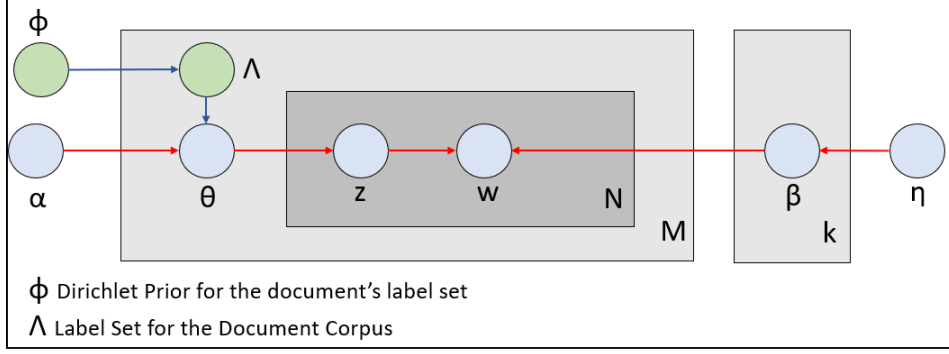 ϕ
Λ
α
θ
z
w
N
M
β
k
η
ϕ Dirichlet Prior for the document's label set
Λ Label Set for the Document Corpus